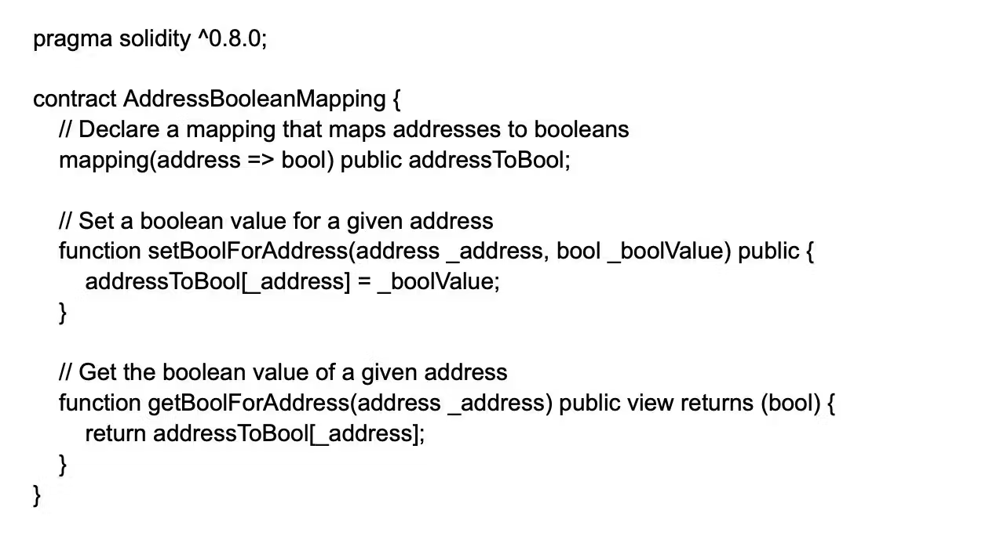 pragma solidity ^0.8.0;
contract AddressBooleanMapping {
// Declare a mapping that maps addresses to booleans
mapping(address => bool) public addressToBool;
// Set a boolean value for a given address
function setBoolForAddress(address _address, bool _boolValue) public {
addressToBool[_address] = _boolValue;
}
// Get the boolean value of a given address
function getBoolForAddress(address _address) public view returns (bool) {
return addressToBool[_address];
}
}